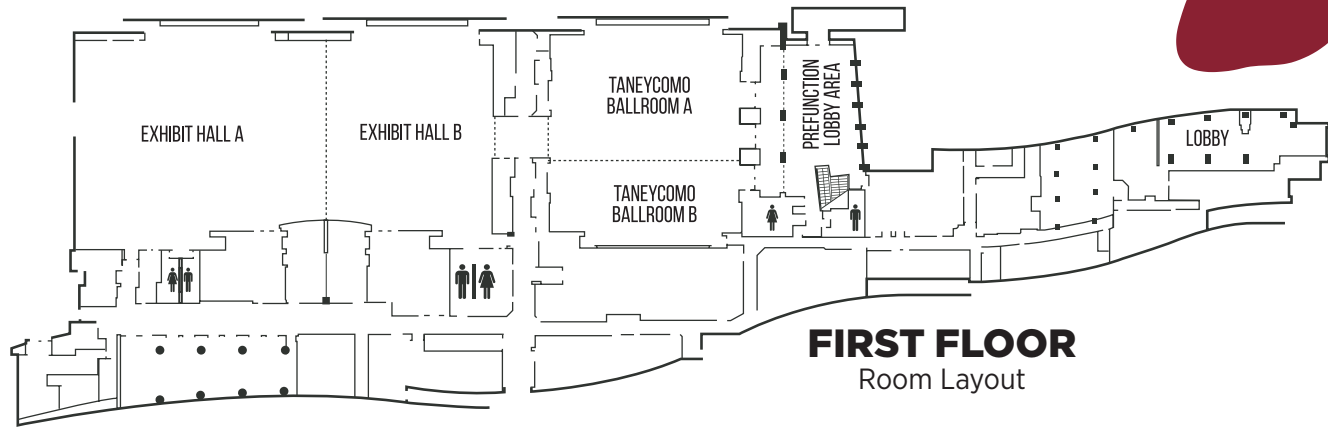 EXHIBIT HALL A
EXHIBIT HALL B
TANEYCOMO
BALLROOM A
TANEYCOMO
BALLROOM B
PREFUNCTION
LOBBY AREA
LOBBY
FIRST FLOOR
Room Layout